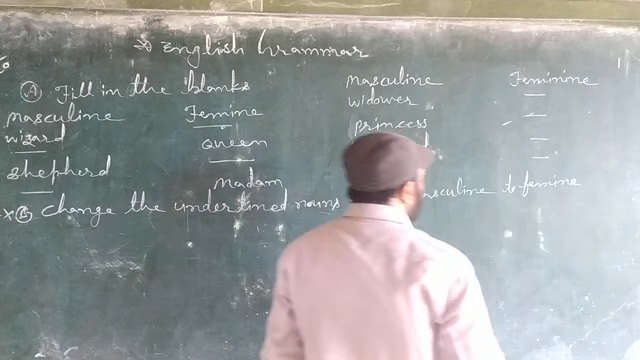 English Grammar
(A) Fill in the blanks
Masculine Femine
wizard
Queen
Shepherd
Madam
Masculine Feminine
widower
Princess
(B) Change the underlined nouns masculine to femine